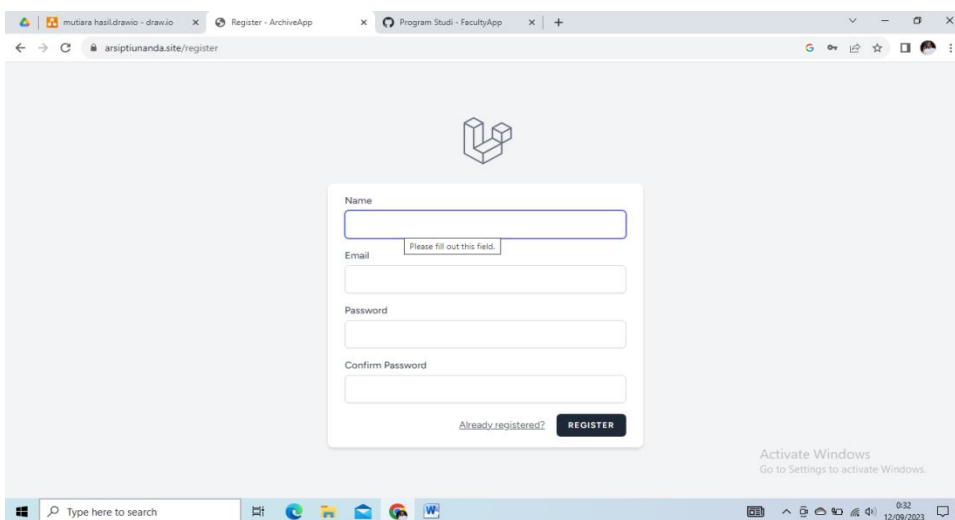 mutiara hasil.drawio - draw.io
Register - ArchiveApp
Program Studi - FacultyApp
arsiptiunanda.site/register
Name
Please fill out this field.
Email
Password
Confirm Password
Already registered?
REGISTER
Activate Windows
Go to Settings to activate Windows.
Type here to search
0:32
12/09/2023